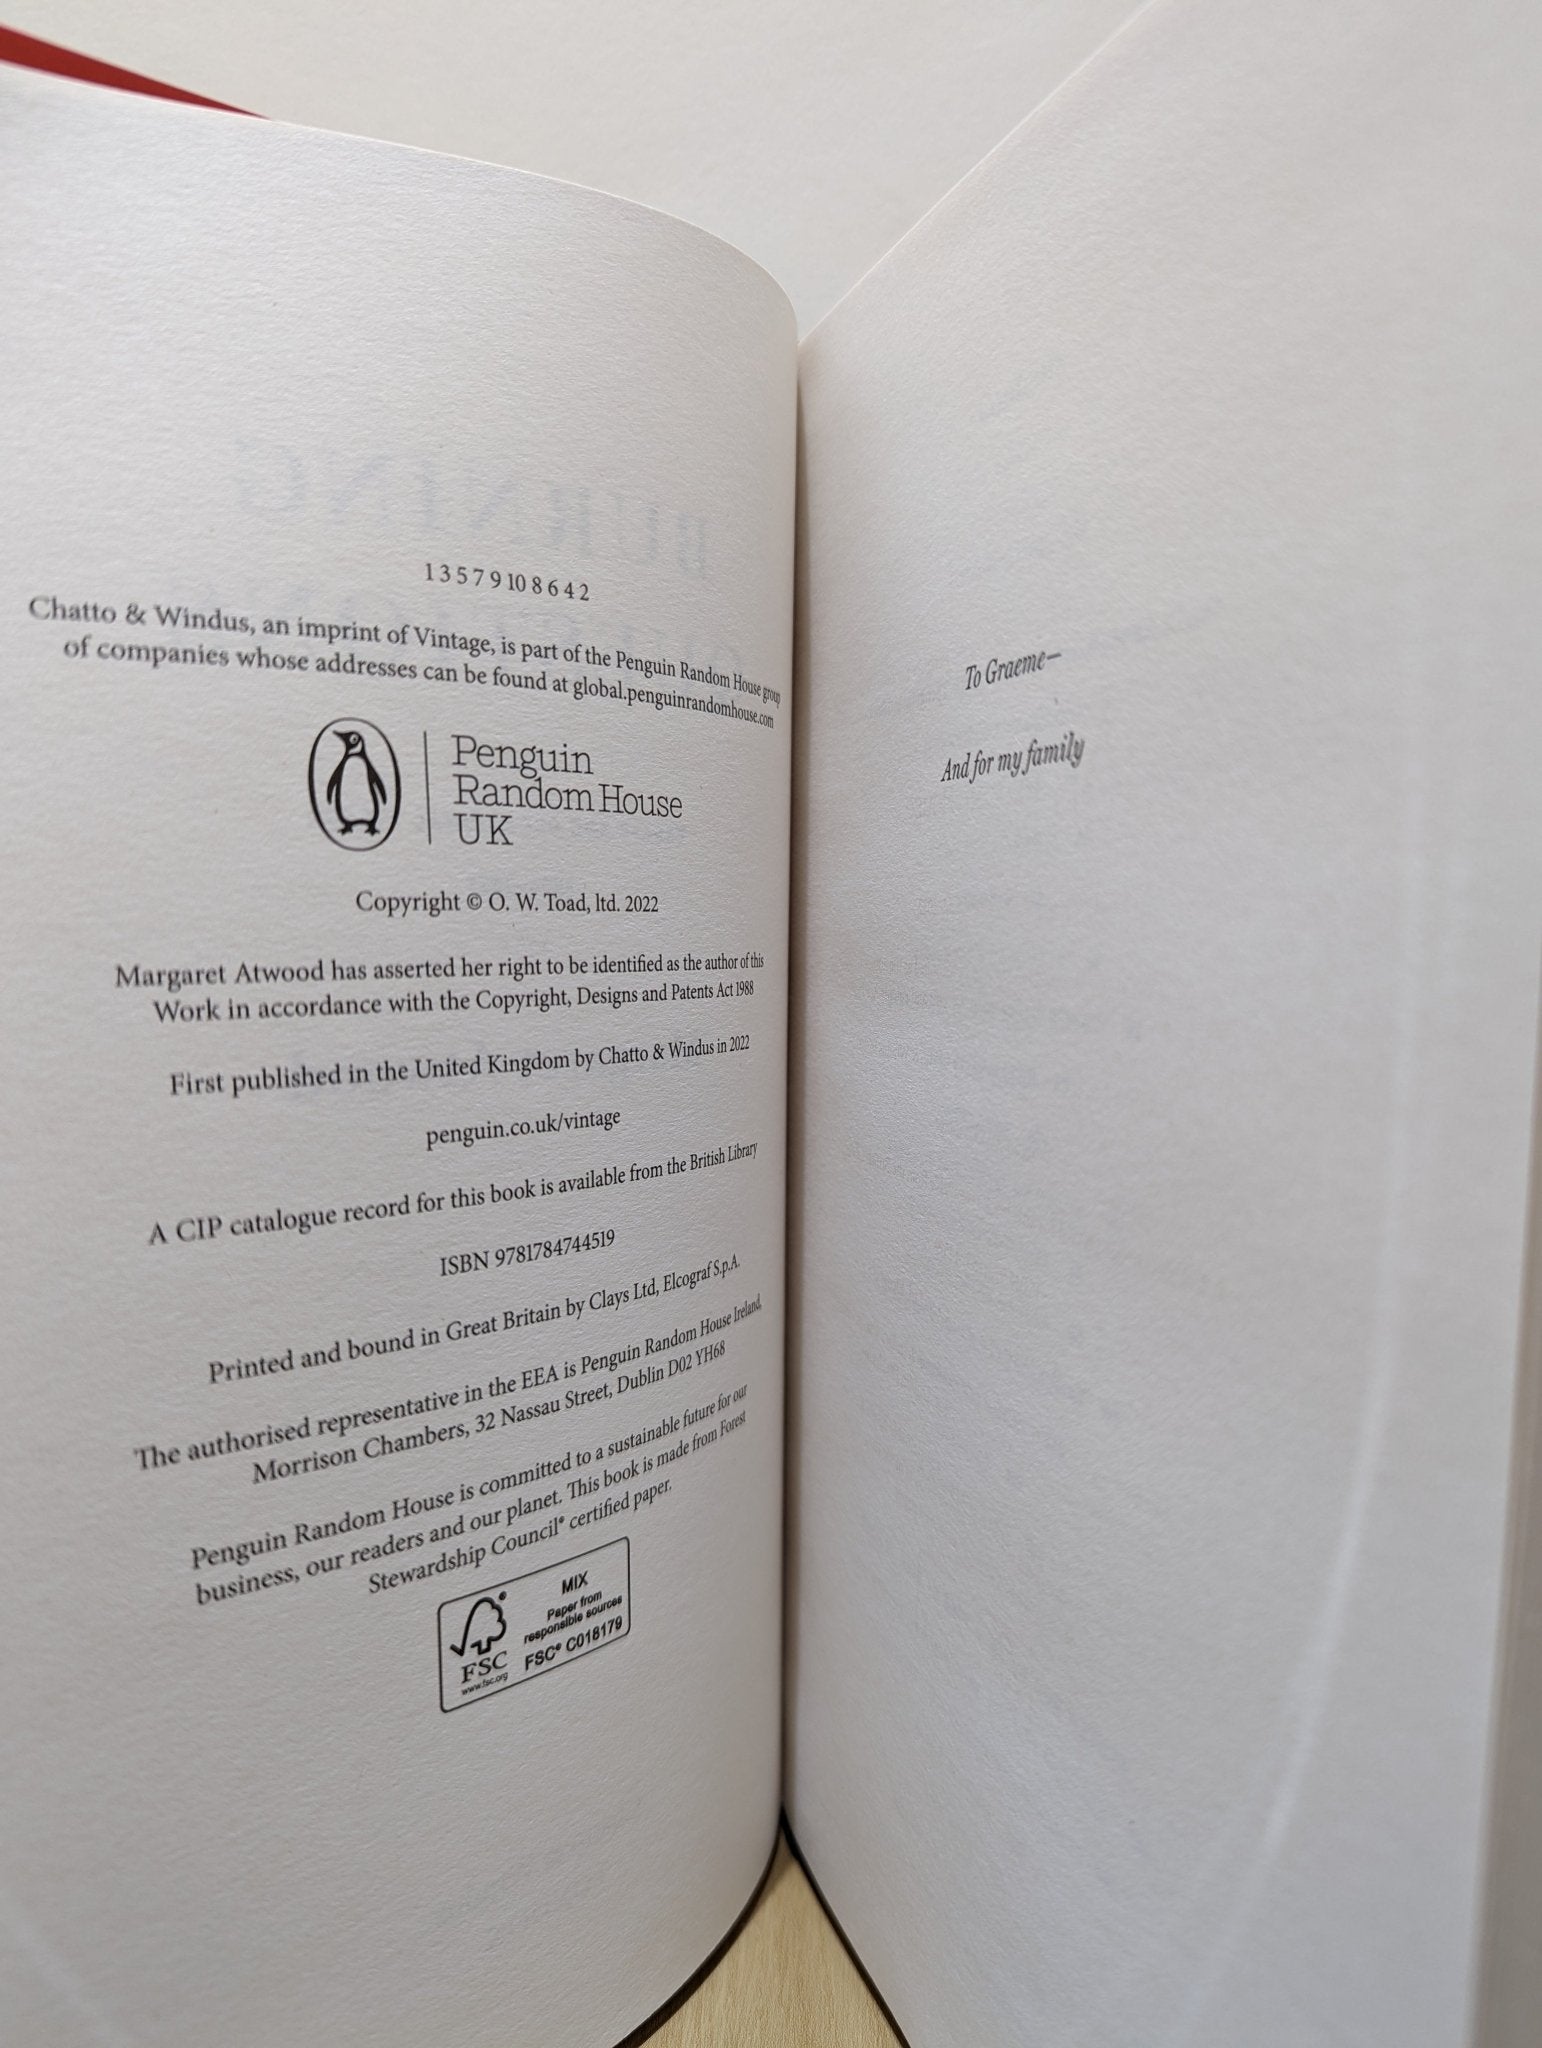 1 3 5 7 9 10 8 6 4 2
Chatto & Windus, an imprint of Vintage, is part of the Penguin Random House group
of companies whose addresses can be found at global.penguinrandomhouse.com
Penguin
Random House
UK
Copyright © O. W. Toad, ltd. 2022
Margaret Atwood has asserted her right to be identified as the author of this
Work in accordance with the Copyright, Designs and Patents Act 1988
First published in the United Kingdom by Chatto & Windus in 2022
penguin.co.uk/vintage
A CIP catalogue record for this book is available from the British Library
ISBN 9781784744519
Printed and bound in Great Britain by Clays Ltd, Elcograf S.p.A.
The authorised representative in the EEA is Penguin Random House Ireland,
Morrison Chambers, 32 Nassau Street, Dublin D02 YH68
Penguin Random House is committed to a sustainable future for our
business, our readers and our planet. This book is made from Forest
Stewardship Council® certified paper.
FSC
www.fsc.org
MIX
Paper from
responsible sources
FSC® C018179
To Graeme—
And for my family